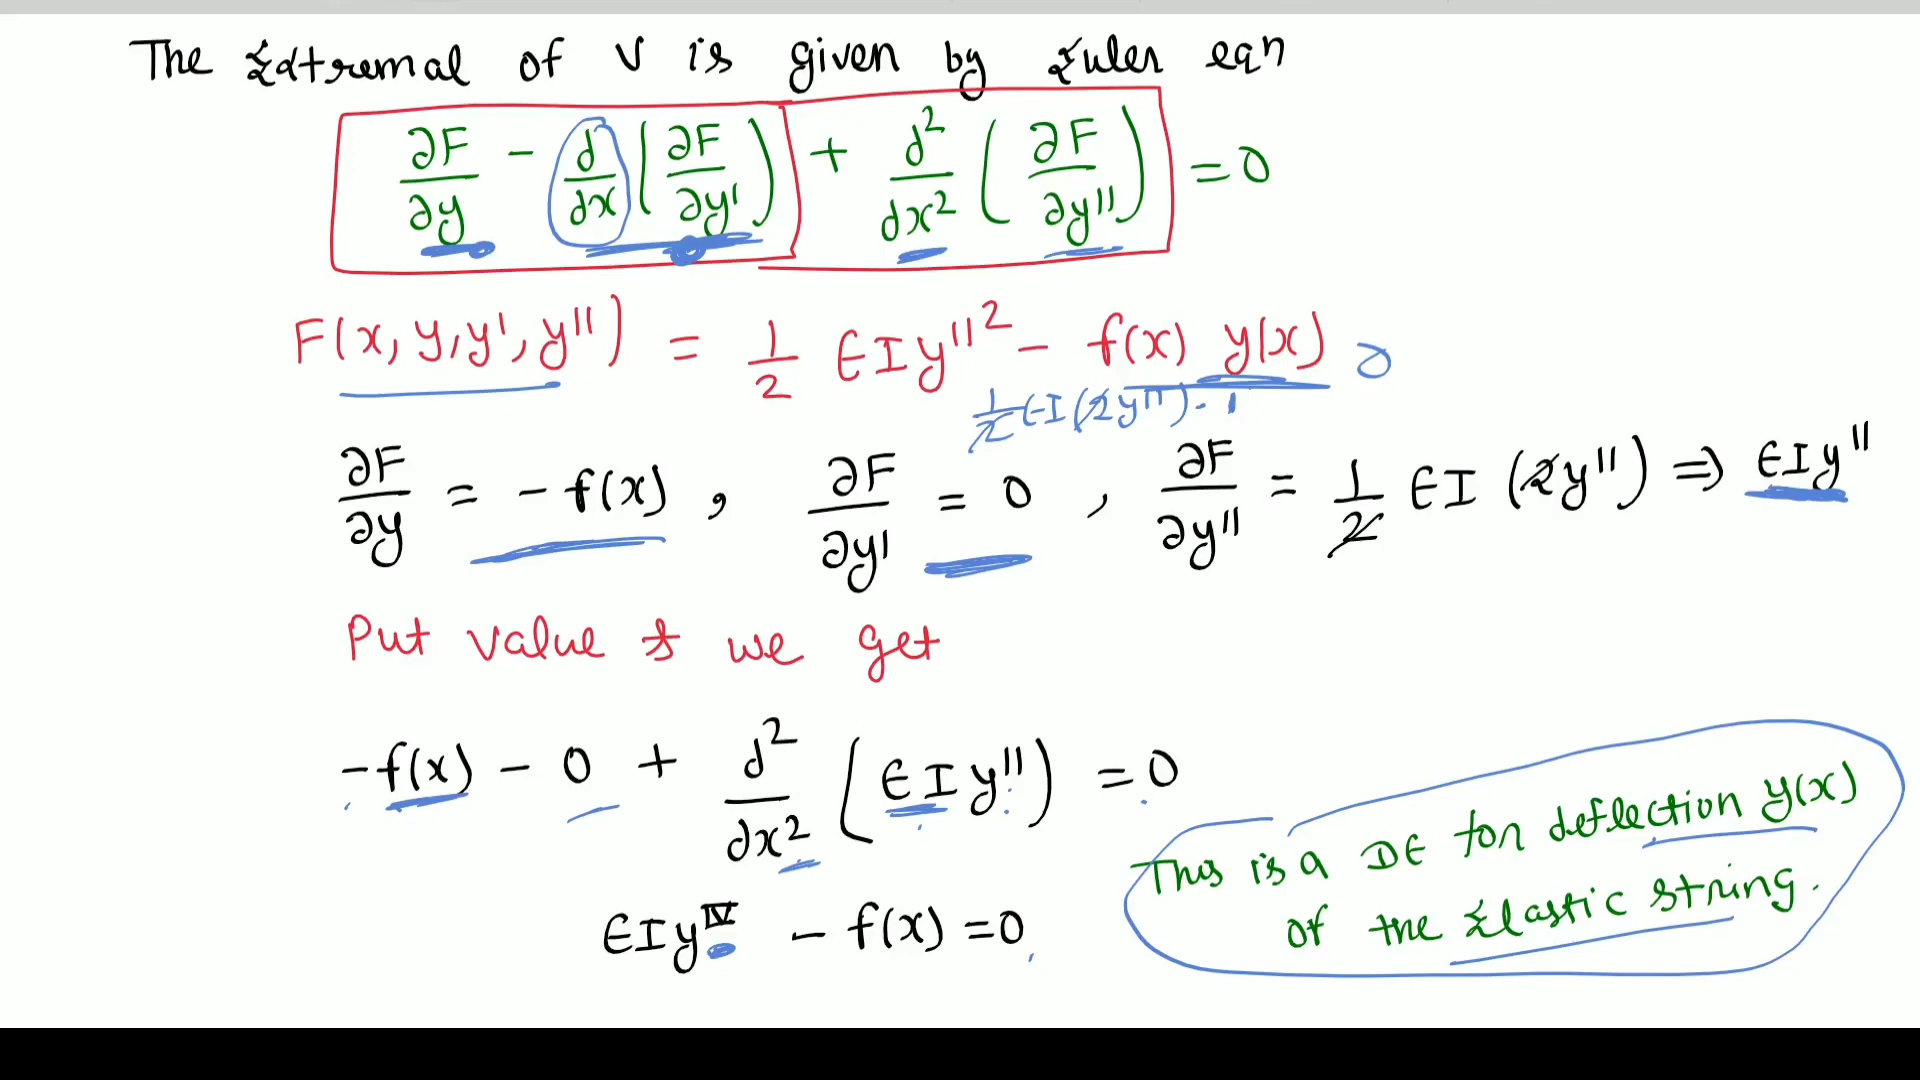 The Extremal of V is given by Euler eqn
∂F/∂y - d/dx (∂F/∂y') + d²/dx² (∂F/∂y'') = 0
F(x, y, y', y'') = 1/2 EIy''² - f(x) y(x) 0
1/2 EI(2y'').1
∂F/∂y = - f(x) , ∂F/∂y' = 0 , ∂F/∂y'' = 1/2 EI (2y'') ⇒ EIy''
Put value & we get
-f(x) - 0 + d²/dx² (EIy'') = 0
EIy^IV - f(x) = 0
This is a DE for deflection y(x)
of the Elastic string.